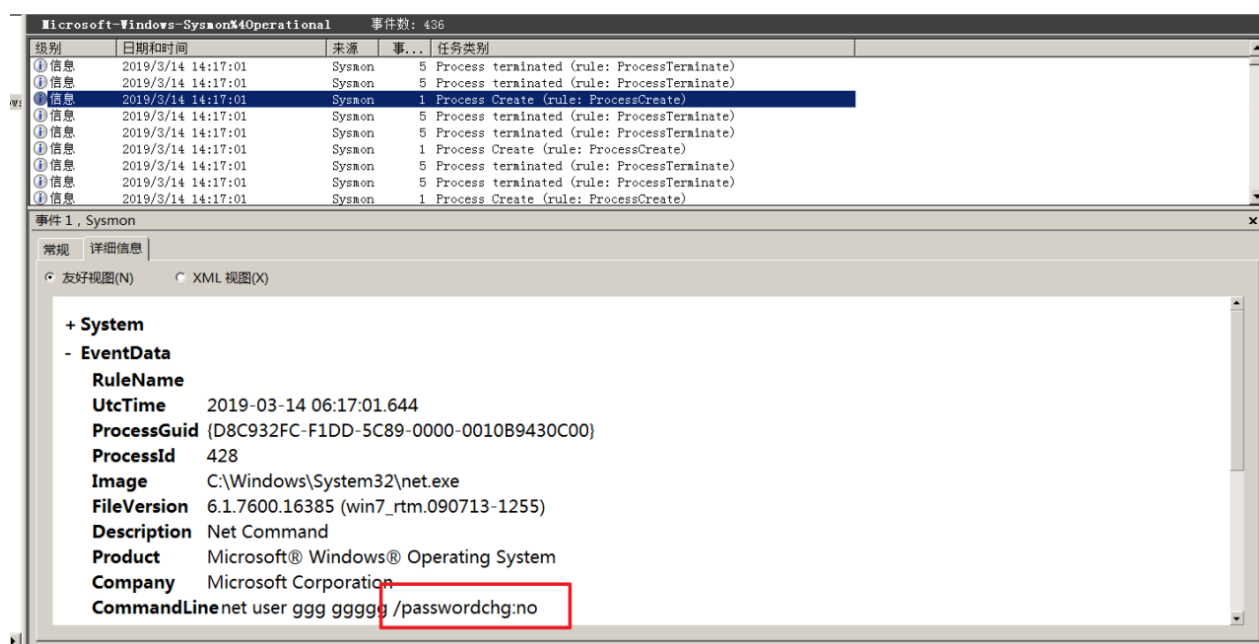 Microsoft-Windows-Sysmon%4Operational 事件数: 436
级别 日期和时间 来源 事... 任务类别
信息 2019/3/14 14:17:01 Sysmon 5 Process terminated (rule: ProcessTerminate)
信息 2019/3/14 14:17:01 Sysmon 5 Process terminated (rule: ProcessTerminate)
信息 2019/3/14 14:17:01 Sysmon 1 Process Create (rule: ProcessCreate)
信息 2019/3/14 14:17:01 Sysmon 5 Process terminated (rule: ProcessTerminate)
信息 2019/3/14 14:17:01 Sysmon 5 Process terminated (rule: ProcessTerminate)
信息 2019/3/14 14:17:01 Sysmon 1 Process Create (rule: ProcessCreate)
信息 2019/3/14 14:17:01 Sysmon 5 Process terminated (rule: ProcessTerminate)
信息 2019/3/14 14:17:01 Sysmon 5 Process terminated (rule: ProcessTerminate)
信息 2019/3/14 14:17:01 Sysmon 1 Process Create (rule: ProcessCreate)
事件 1，Sysmon
常规 详细信息
友好视图(N) XML 视图(X)
+ System
- EventData
RuleName
UtcTime 2019-03-14 06:17:01.644
ProcessGuid {D8C932FC-F1DD-5C89-0000-0010B9430C00}
ProcessId 428
Image C:\Windows\System32\net.exe
FileVersion 6.1.7600.16385 (win7_rtm.090713-1255)
Description Net Command
Product Microsoft® Windows® Operating System
Company Microsoft Corporation
CommandLine net user ggg ggggg /passwordchg:no